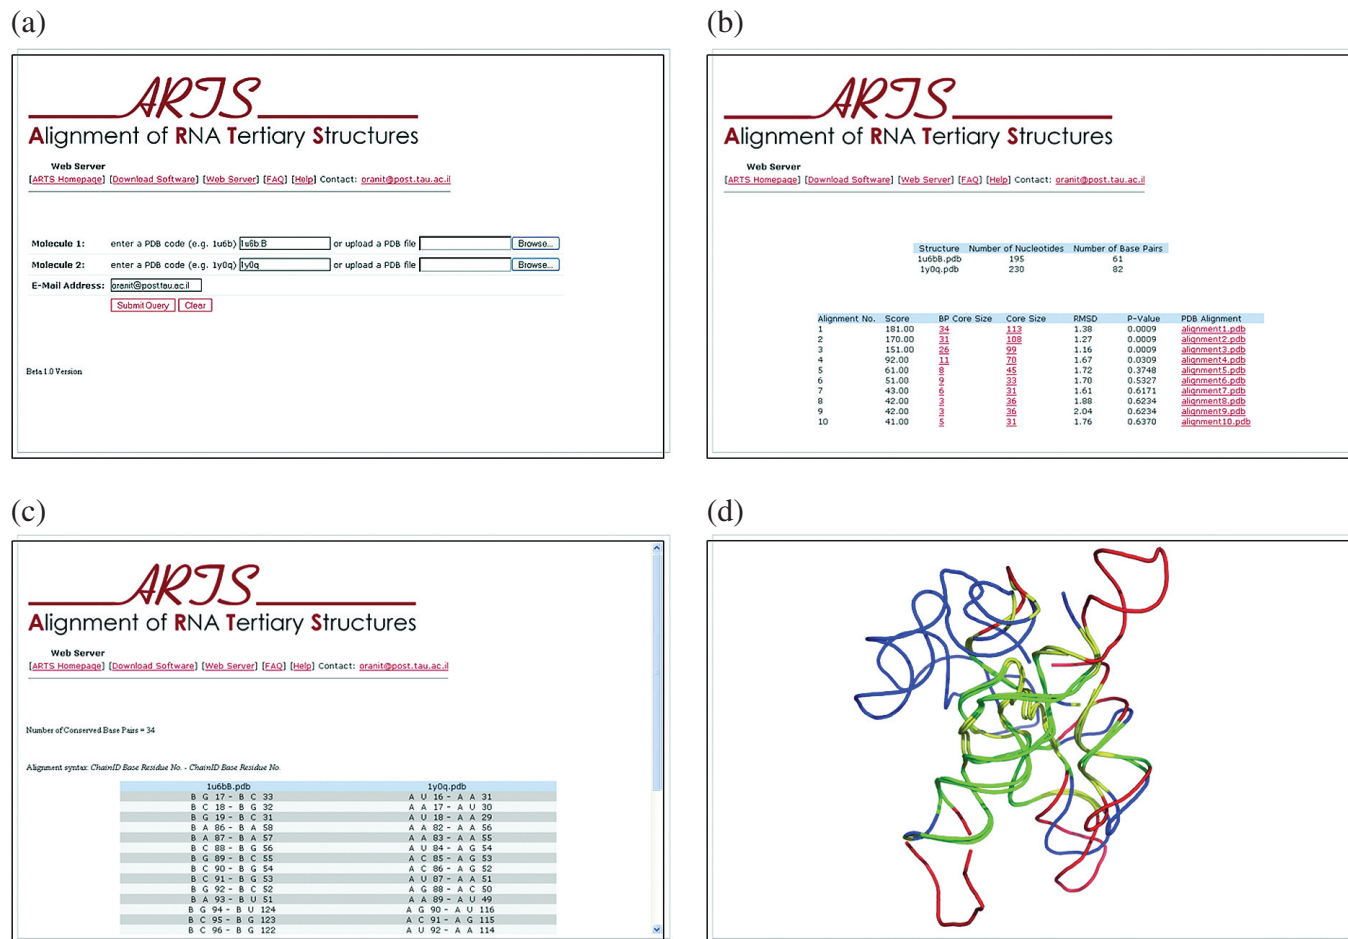 (a)
ARTS
Alignment of RNA Tertiary Structures
Web Server
[ARTS Homepage] [Download Software] [Web Server] [FAQ] [Help] Contact: oranit@post.tau.ac.il
Molecule 1: enter a PDB code (e.g. 1u6b) 1u6b:B or upload a PDB file Browse...
Molecule 2: enter a PDB code (e.g. 1y0q) 1y0q or upload a PDB file Browse...
E-Mail Address: oranit@post.tau.ac.il
Submit Query Clear
Beta 1.0 Version
(b)
ARTS
Alignment of RNA Tertiary Structures
Web Server
[ARTS Homepage] [Download Software] [Web Server] [FAQ] [Help] Contact: oranit@post.tau.ac.il
Structure Number of Nucleotides Number of Base Pairs
1u6bB.pdb 195 61
1y0q.pdb 230 82
Alignment No. Score BP Core Size Core Size RMSD P-Value PDB Alignment
1 181.00 34 113 1.38 0.0009 alignment1.pdb
2 170.00 31 108 1.27 0.0009 alignment2.pdb
3 151.00 26 99 1.16 0.0009 alignment3.pdb
4 92.00 11 70 1.67 0.0309 alignment4.pdb
5 61.00 8 45 1.72 0.3748 alignment5.pdb
6 51.00 9 33 1.70 0.5327 alignment6.pdb
7 43.00 6 31 1.61 0.6171 alignment7.pdb
8 42.00 3 36 1.88 0.6234 alignment8.pdb
9 42.00 3 36 2.04 0.6234 alignment9.pdb
10 41.00 5 31 1.76 0.6370 alignment10.pdb
(c)
ARTS
Alignment of RNA Tertiary Structures
Web Server
[ARTS Homepage] [Download Software] [Web Server] [FAQ] [Help] Contact: oranit@post.tau.ac.il
Number of Conserved Base Pairs = 34
Alignment syntax: ChainID Base Residue No. - ChainID Base Residue No.
1u6bB.pdb 1y0q.pdb
B G 17 - B C 33 A U 16 - A A 31
B C 18 - B G 32 A A 17 - A U 30
B G 19 - B C 31 A U 18 - A A 29
B A 86 - B A 58 A A 82 - A A 56
B A 87 - B A 57 A A 83 - A A 55
B C 88 - B G 56 A U 84 - A G 54
B G 89 - B C 55 A C 85 - A G 53
B C 90 - B G 54 A C 86 - A G 52
B C 91 - B G 53 A U 87 - A A 51
B G 92 - B C 52 A G 88 - A C 50
B A 93 - B U 51 A A 89 - A U 49
B G 94 - B U 124 A G 90 - A U 116
B C 95 - B G 123 A C 91 - A G 115
B C 96 - B G 122 A U 92 - A A 114
(d)